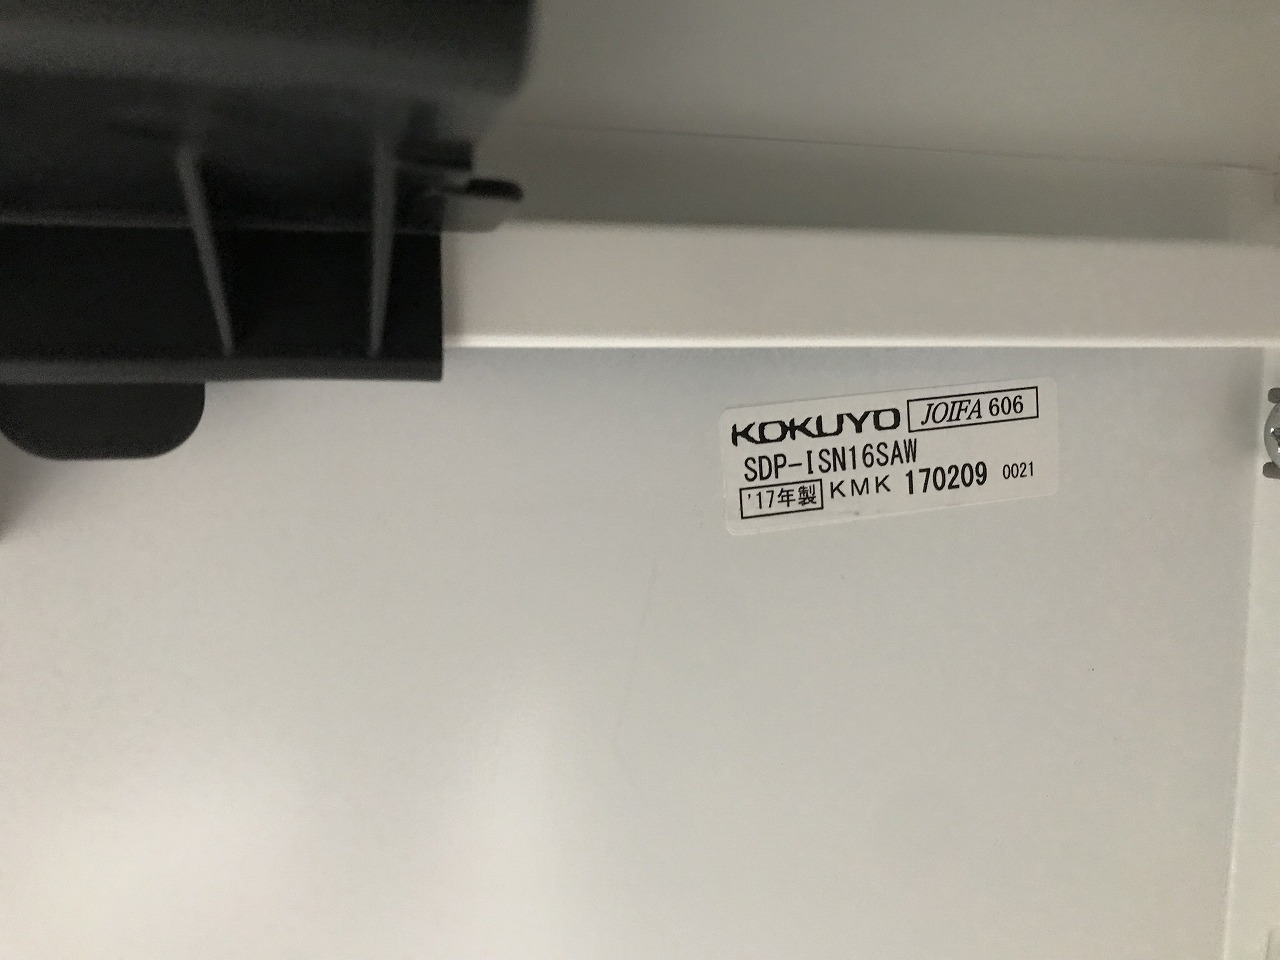 KOKUYO JOIFA 606
SDP-ISN16SAW
'17年製 KMK 170209 0021